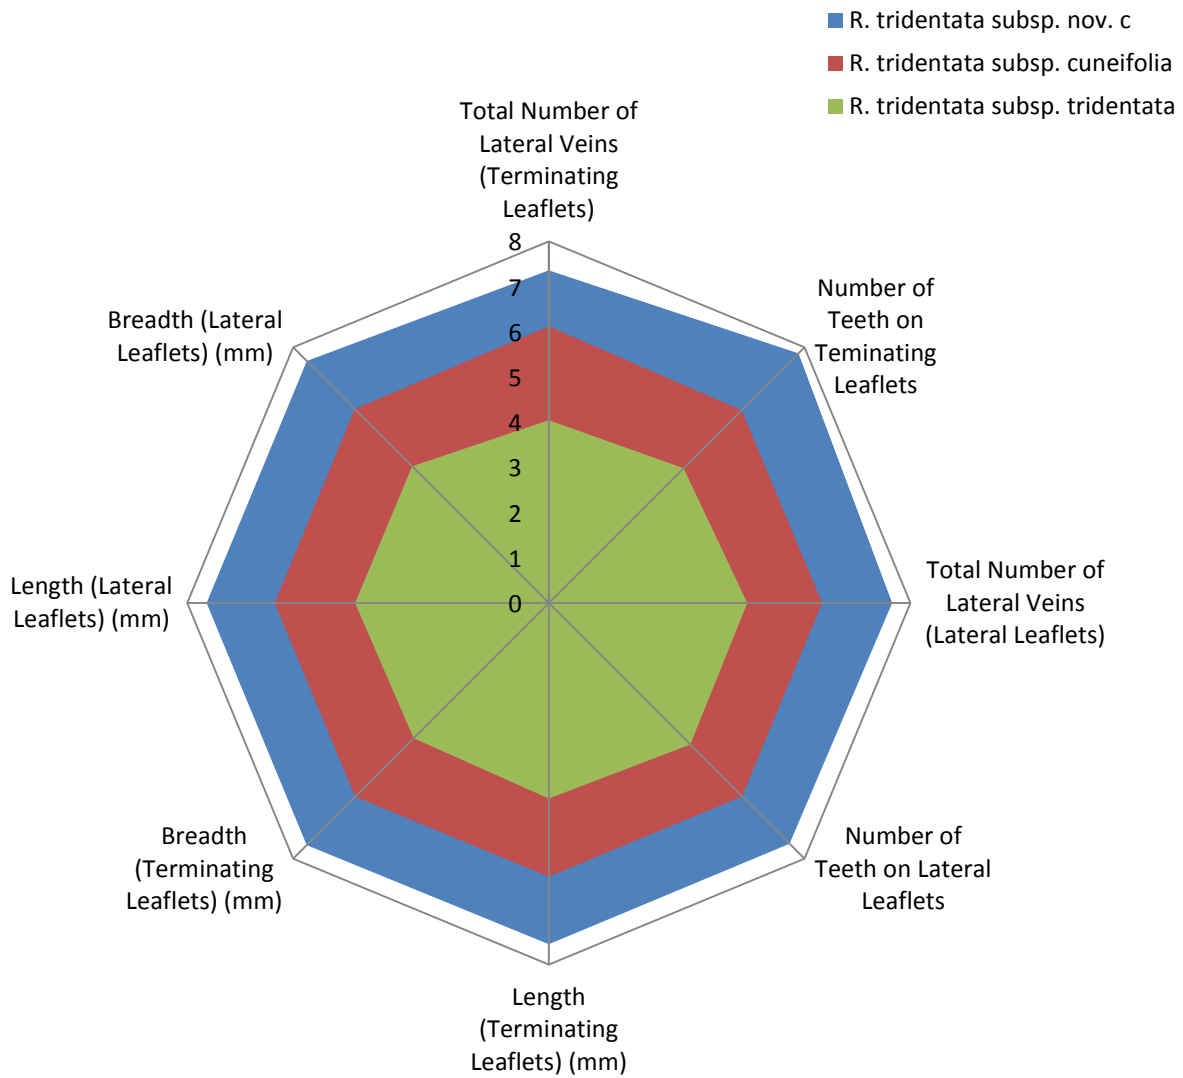 R. tridentata subsp. nov. c
R. tridentata subsp. cuneifolia
R. tridentata subsp. tridentata
Total Number of
Lateral Veins
(Terminating
Leaflets)
Number of
Teeth on
Teminating
Leaflets
Total Number of
Lateral Veins
(Lateral Leaflets)
Number of
Teeth on Lateral
Leaflets
Length
(Terminating
Leaflets) (mm)
Breadth
(Terminating
Leaflets) (mm)
Length (Lateral
Leaflets) (mm)
Breadth (Lateral
Leaflets) (mm)
8
7
6
5
4
3
2
1
0